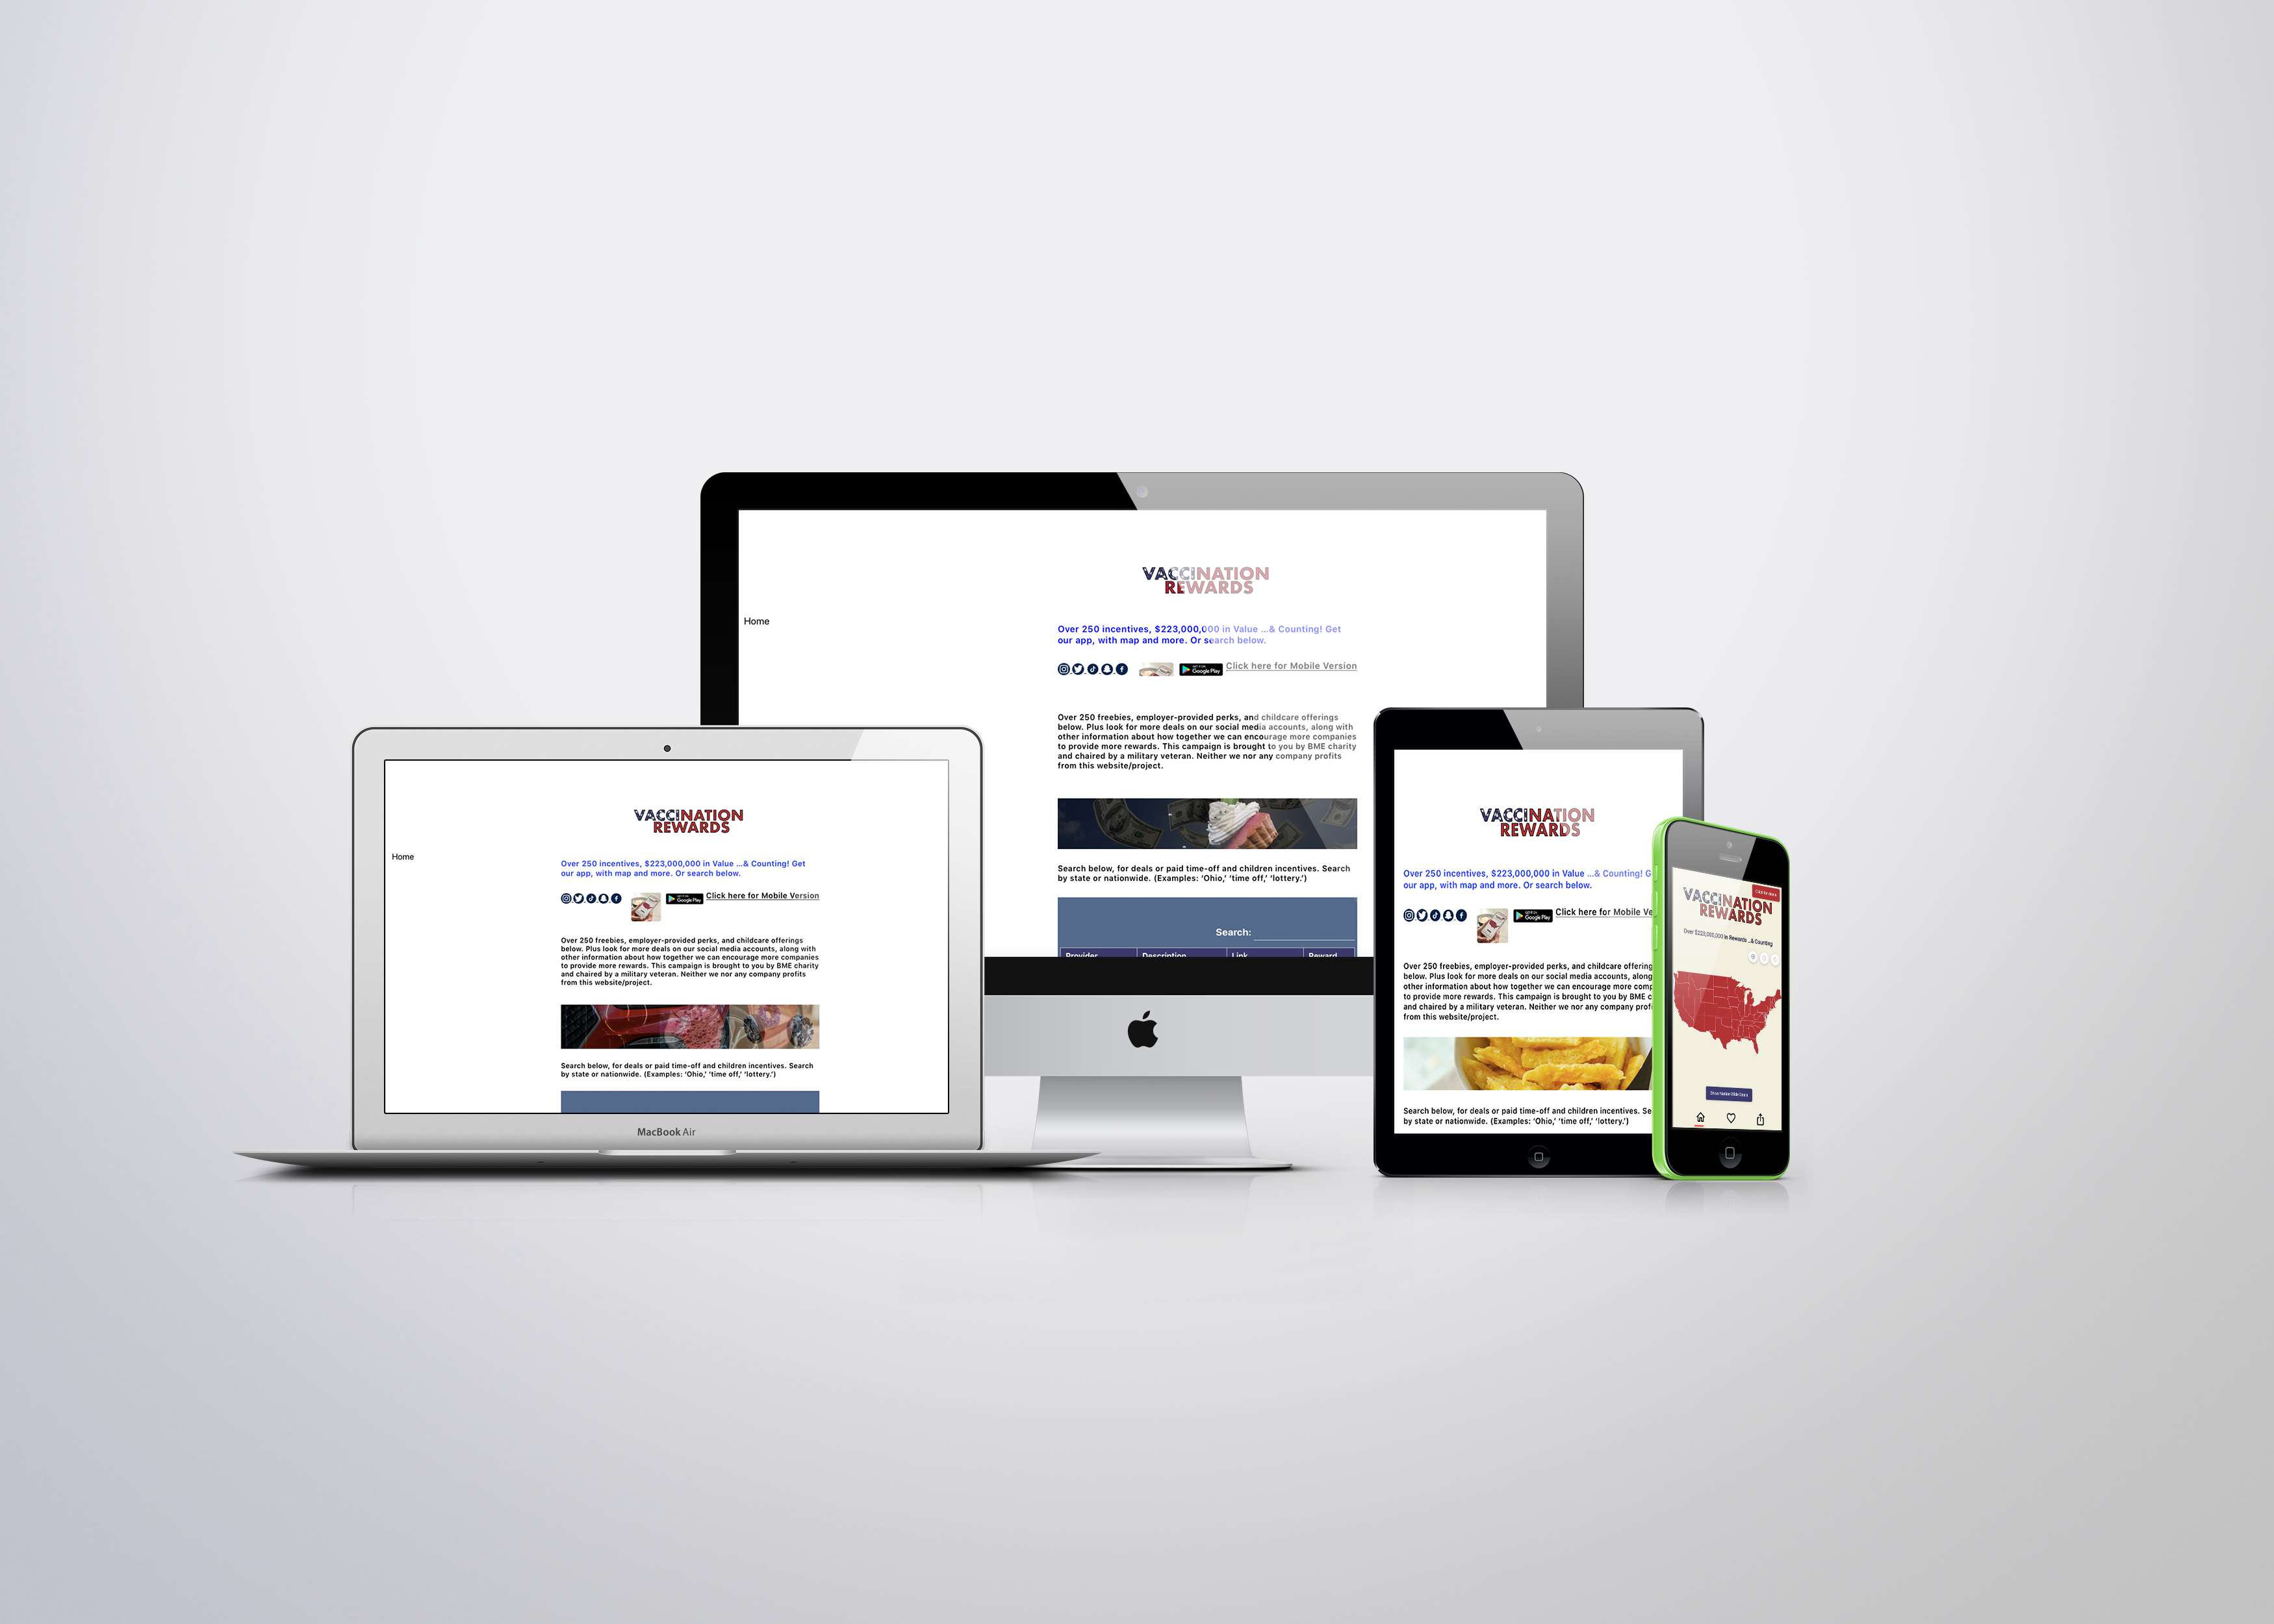 VACCINATION
REWARDS
Home
Over 250 incentives, $223,000,000 in Value ...& Counting! Get
our app, with map and more. Or search below.
GET IT ON
Google Play
Click here for Mobile Version
Over 250 freebies, employer-provided perks, and childcare offerings
below. Plus look for more deals on our social media accounts, along with
other information about how together we can encourage more companies
to provide more rewards. This campaign is brought to you by BME charity
and chaired by a military veteran. Neither we nor any company profits
from this website/project.
Search below, for deals or paid time-off and children incentives. Search
by state or nationwide. (Examples: ‘Ohio,’ ‘time off,’ ‘lottery.’)
Search:
Provider Description Link Reward
VACCINATION
REWARDS
Home
Over 250 incentives, $223,000,000 in Value ...& Counting! Get
our app, with map and more. Or search below.
Google Play
Click here for Mobile Version
Over 250 freebies, employer-provided perks, and childcare offerings
below. Plus look for more deals on our social media accounts, along with
other information about how together we can encourage more companies
to provide more rewards. This campaign is brought to you by BME charity
and chaired by a military veteran. Neither we nor any company profits
from this website/project.
Search below, for deals or paid time-off and children incentives. Search
by state or nationwide. (Examples: ‘Ohio,’ ‘time off,’ ‘lottery.’)
MacBook Air
VACCINATION
REWARDS
Over 250 incentives, $223,000,000 in Value ...& Counting! G
our app, with map and more. Or search below.
Google Play
Click here for Mobile Ve
Over 250 freebies, employer-provided perks, and childcare offering
below. Plus look for more deals on our social media accounts, along
other information about how together we can encourage more comp
to provide more rewards. This campaign is brought to you by BME c
and chaired by a military veteran. Neither we nor any company prof
from this website/project.
Search below, for deals or paid time-off and children incentives. Se
by state or nationwide. (Examples: ‘Ohio,’ ‘time off,’ ‘lottery.’)
VACCINATION
REWARDS
Over $223,000,000 in Rewards ...& Counting